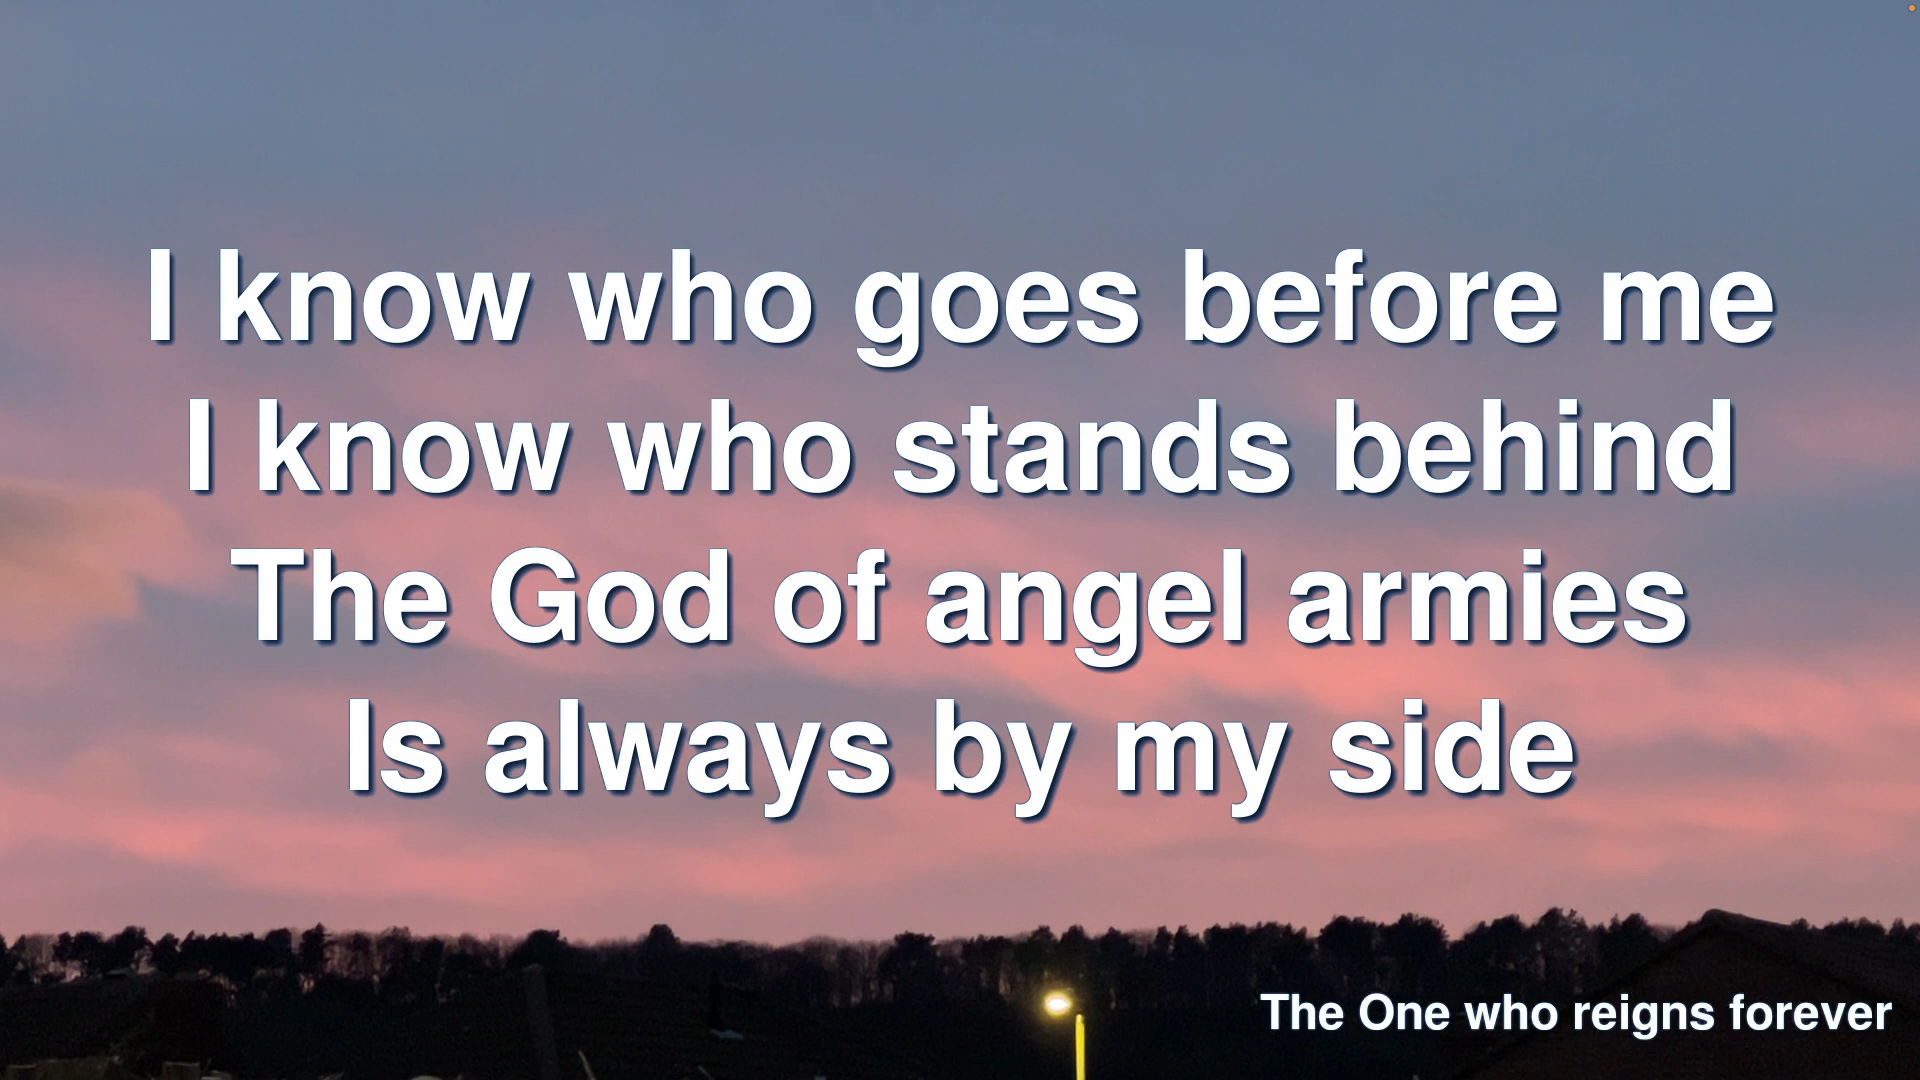 I know who goes before me
I know who stands behind
The God of angel armies
Is always by my side
The One who reigns forever